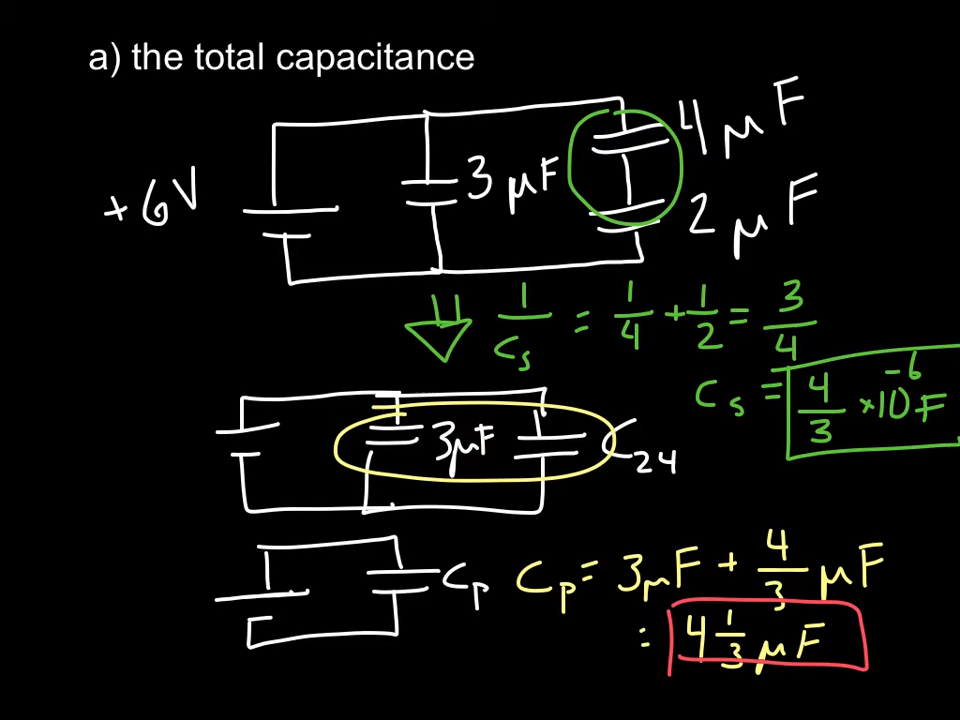 a) the total capacitance
4 μF
+6V 3 μF
2 μF
1/Cs = 1/4 + 1/2 = 3/4
Cs = 4/3 × 10^-6 F
3μF C24
Cp Cp = 3μF + 4/3 μF
= 4 1/3 μF